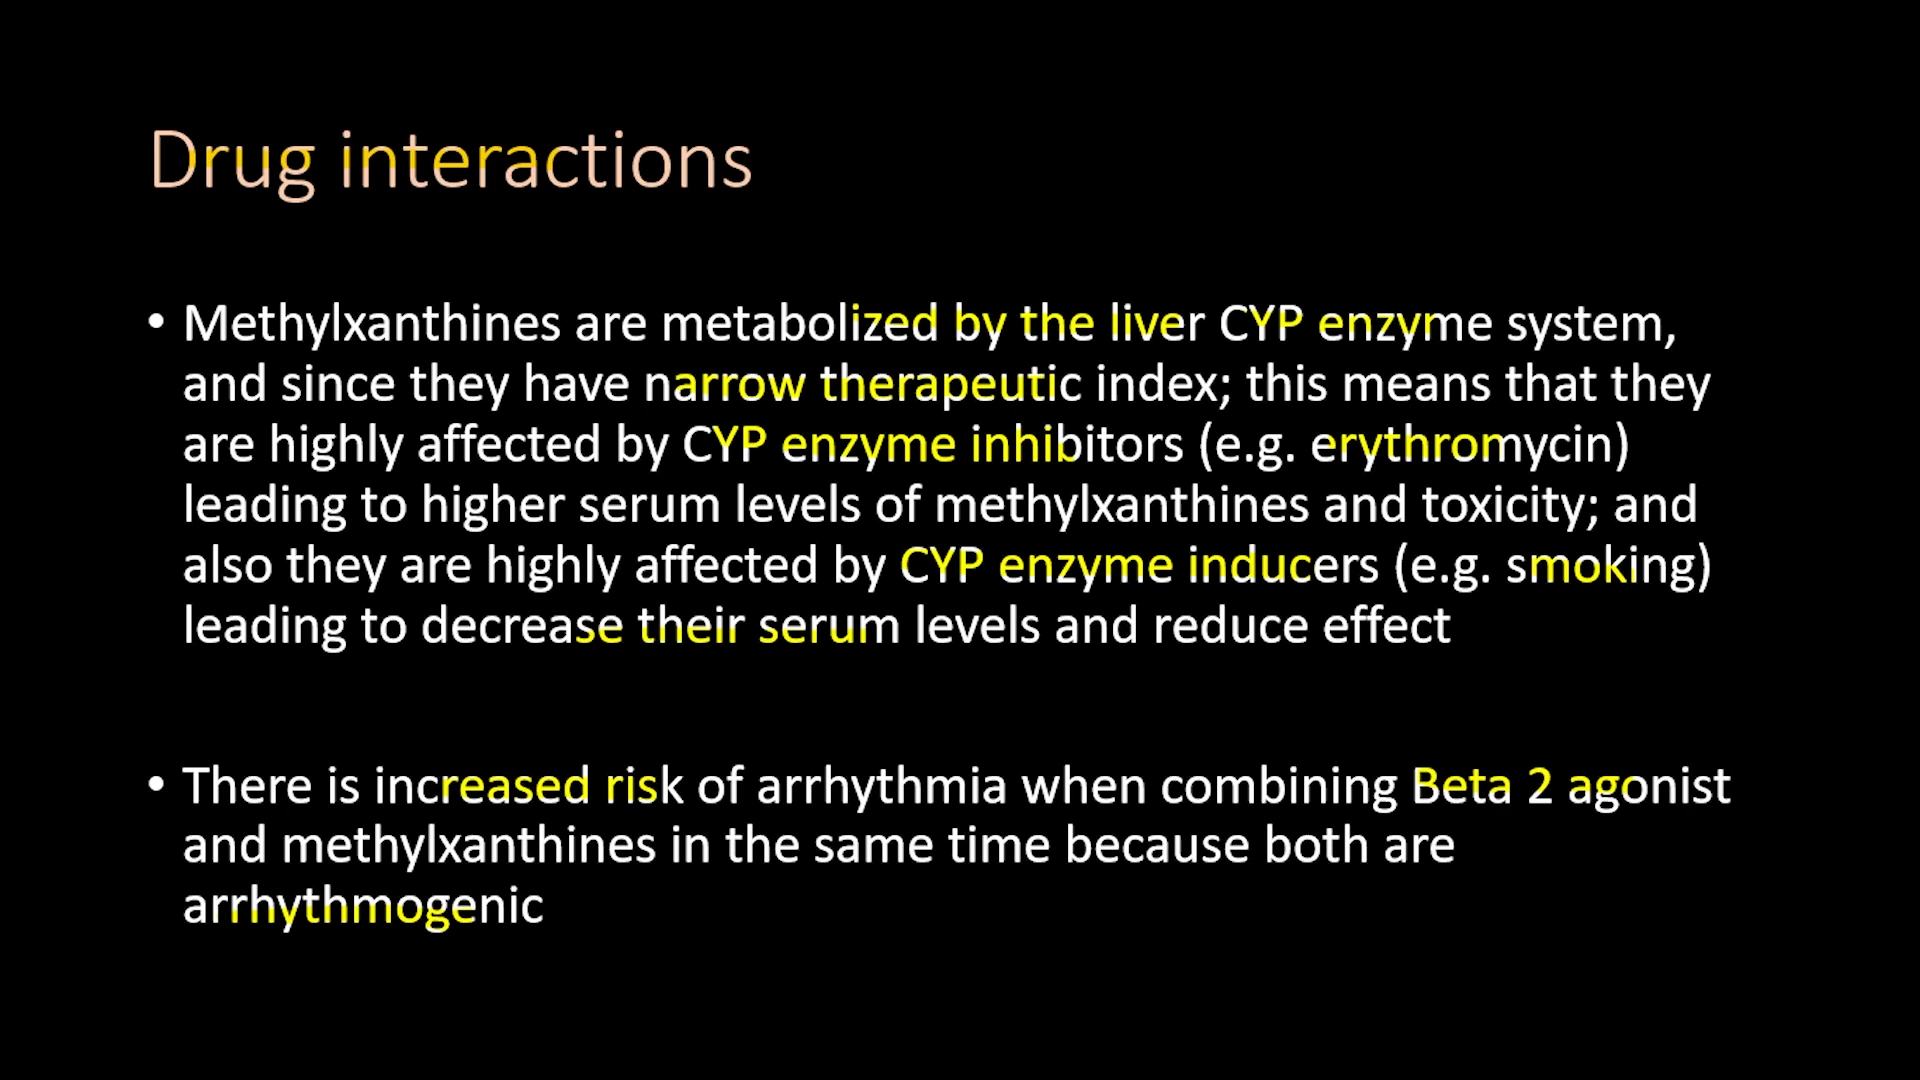 Drug interactions
• Methylxanthines are metabolized by the liver CYP enzyme system,
and since they have narrow therapeutic index; this means that they
are highly affected by CYP enzyme inhibitors (e.g. erythromycin)
leading to higher serum levels of methylxanthines and toxicity; and
also they are highly affected by CYP enzyme inducers (e.g. smoking)
leading to decrease their serum levels and reduce effect
• There is increased risk of arrhythmia when combining Beta 2 agonist
and methylxanthines in the same time because both are
arrhythmogenic